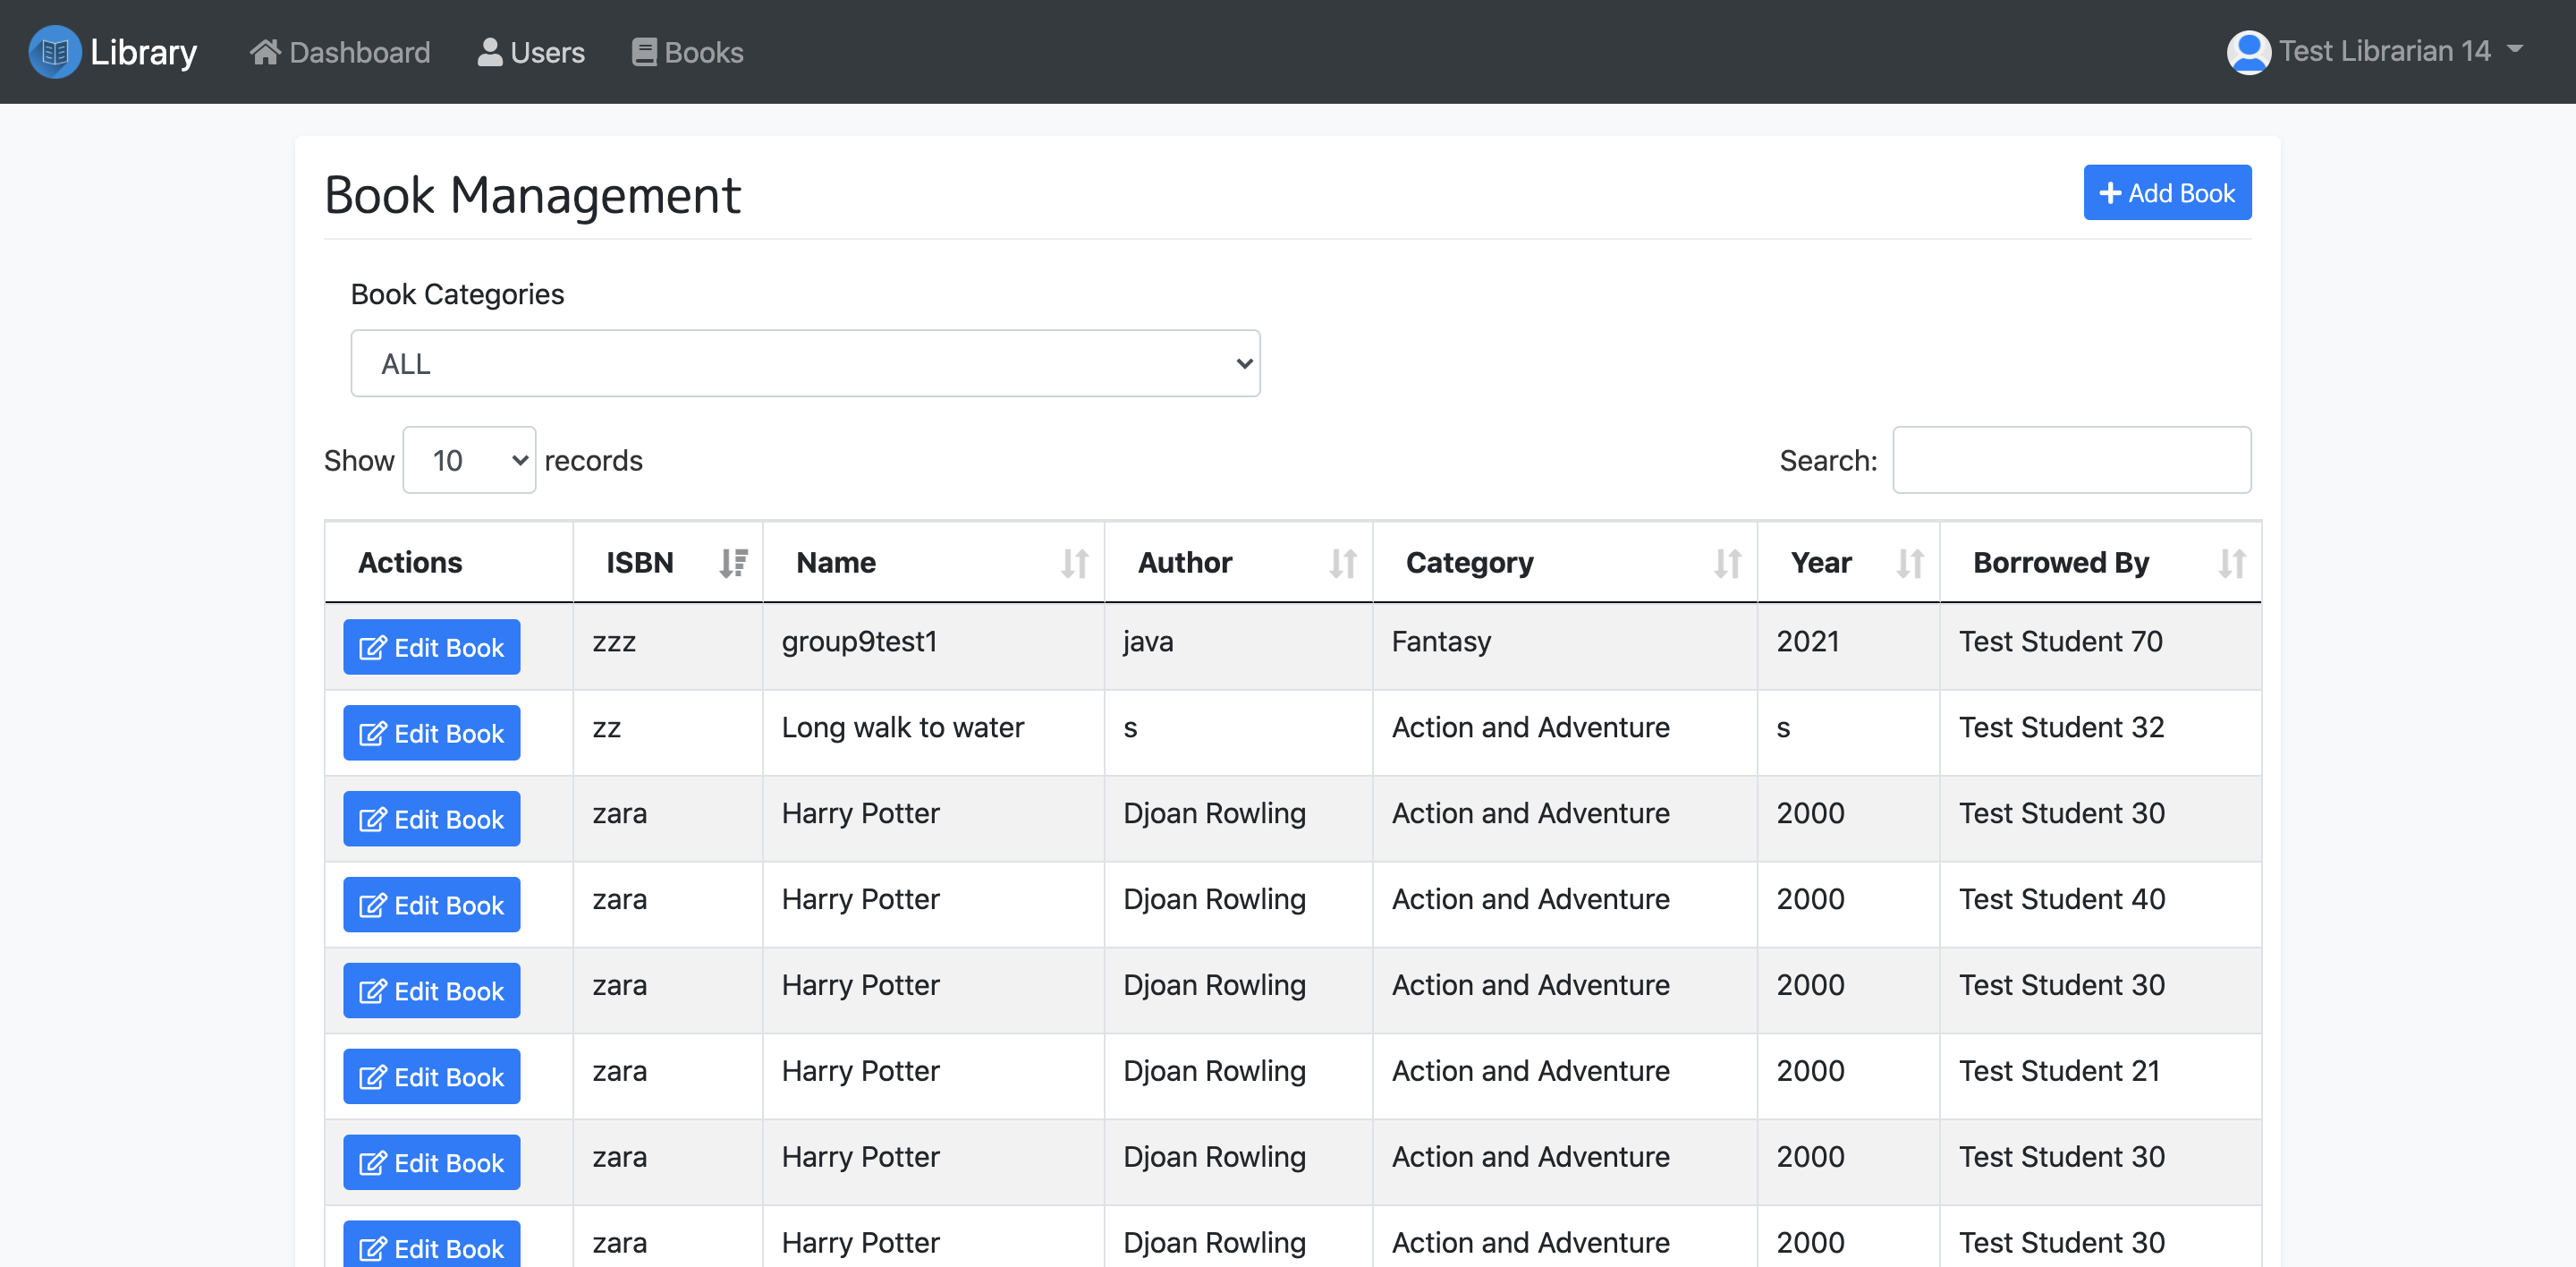 Library Dashboard Users Books Test Librarian 14
Book Management + Add Book
Book Categories
ALL
Show 10 records Search:
Actions ISBN Name Author Category Year Borrowed By
Edit Book zzz group9test1 java Fantasy 2021 Test Student 70
Edit Book zz Long walk to water s Action and Adventure s Test Student 32
Edit Book zara Harry Potter Djoan Rowling Action and Adventure 2000 Test Student 30
Edit Book zara Harry Potter Djoan Rowling Action and Adventure 2000 Test Student 40
Edit Book zara Harry Potter Djoan Rowling Action and Adventure 2000 Test Student 30
Edit Book zara Harry Potter Djoan Rowling Action and Adventure 2000 Test Student 21
Edit Book zara Harry Potter Djoan Rowling Action and Adventure 2000 Test Student 30
Edit Book zara Harry Potter Djoan Rowling Action and Adventure 2000 Test Student 30